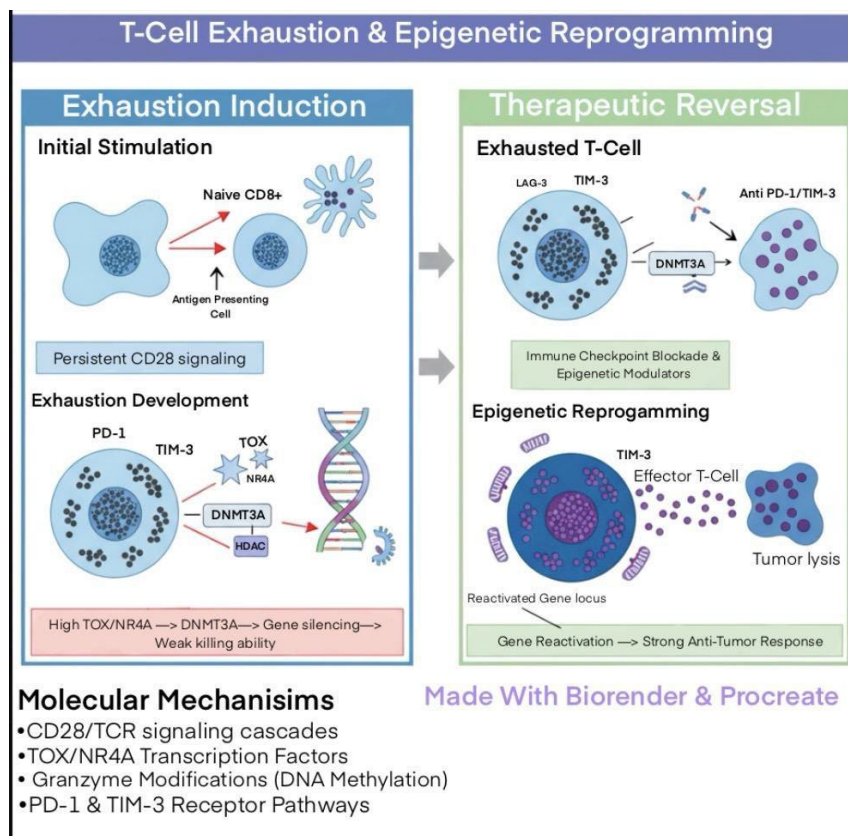 T-Cell Exhaustion & Epigenetic Reprogramming
Exhaustion Induction
Initial Stimulation
Naive CD8+
Antigen Presenting
Cell
Persistent CD28 signaling
Exhaustion Development
PD-1
TIM-3
TOX
NR4A
DNMT3A
HDAC
High TOX/NR4A —> DNMT3A—> Gene silencing—>
Weak killing ability
Therapeutic Reversal
Exhausted T-Cell
LAG-3
TIM-3
Anti PD-1/TIM-3
DNMT3A
Immune Checkpoint Blockade &
Epigenetic Modulators
Epigenetic Reprogamming
TIM-3
Effector T-Cell
Tumor lysis
Reactivated Gene locus
Gene Reactivation —> Strong Anti-Tumor Response
Molecular Mechanisims
•CD28/TCR signaling cascades
•TOX/NR4A Transcription Factors
• Granzyme Modifications (DNA Methylation)
•PD-1 & TIM-3 Receptor Pathways
Made With Biorender & Procreate